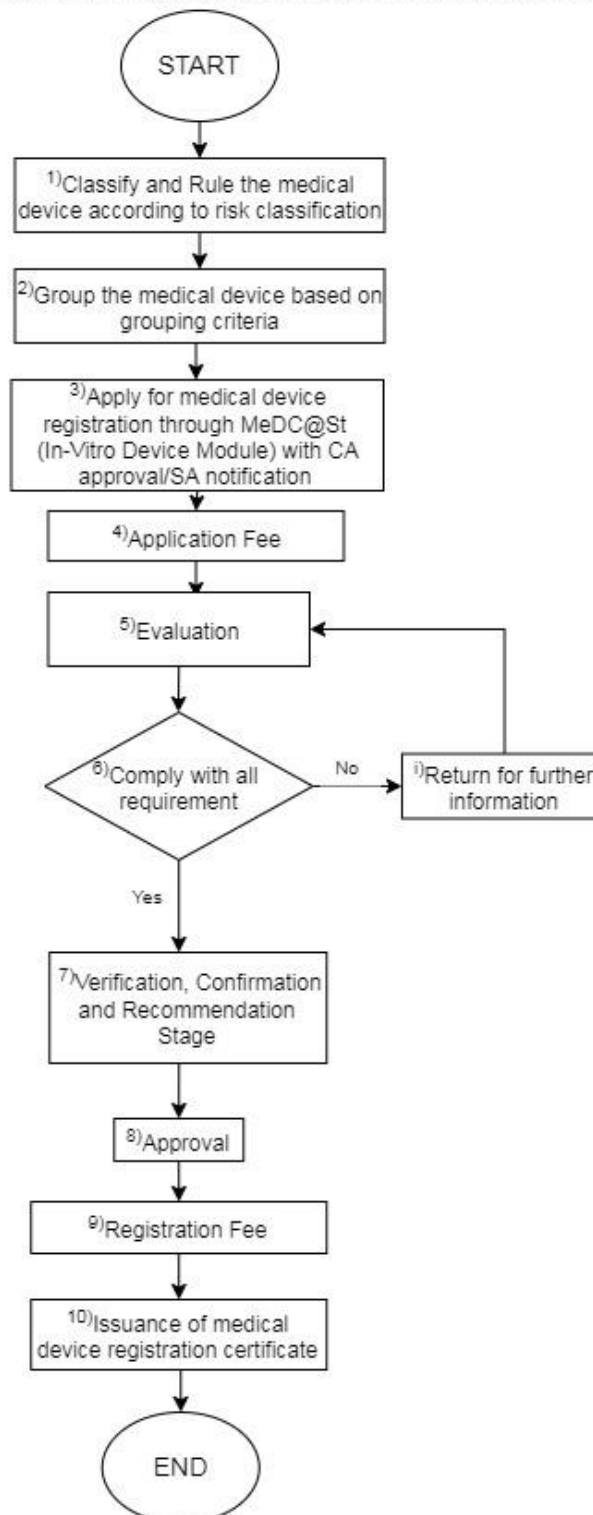 START
1)Classify and Rule the medical
device according to risk classification
2)Group the medical device based on
grouping criteria
3)Apply for medical device
registration through MeDC@St
(In-Vitro Device Module) with CA
approval/SA notification
4)Application Fee
5)Evaluation
6)Comply with all
requirement
No
i)Return for further
information
Yes
7)Verification, Confirmation
and Recommendation
Stage
8)Approval
9)Registration Fee
10)Issuance of medical
device registration certificate
END